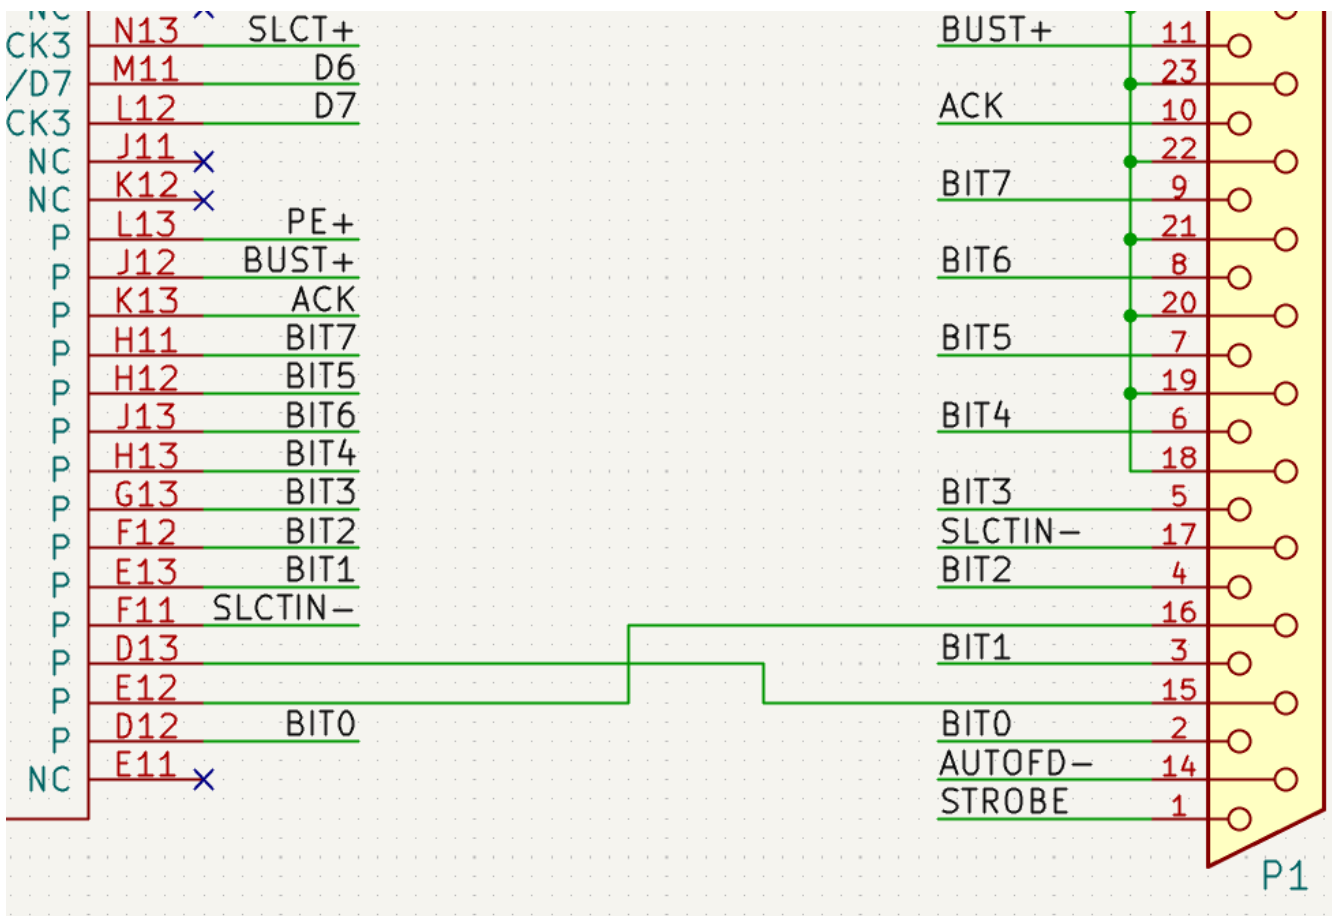 NC
N13 SLCT+ BUST+ 11
CK3
M11 D6 23
/D7
L12 D7 ACK 10
CK3
J11 22
NC
K12 BIT7 9
NC
L13 PE+ 21
P
J12 BUST+ BIT6 8
P
K13 ACK 20
P
H11 BIT7 BIT5 7
P
H12 BIT5 19
P
J13 BIT6 BIT4 6
P
H13 BIT4 18
P
G13 BIT3 BIT3 5
P
F12 BIT2 SLCTIN- 17
P
E13 BIT1 BIT2 4
P
F11 SLCTIN- 16
P
D13 BIT1 3
P
E12 15
P
D12 BIT0 BIT0 2
P
E11 AUTOFD- 14
NC
STROBE 1
P1